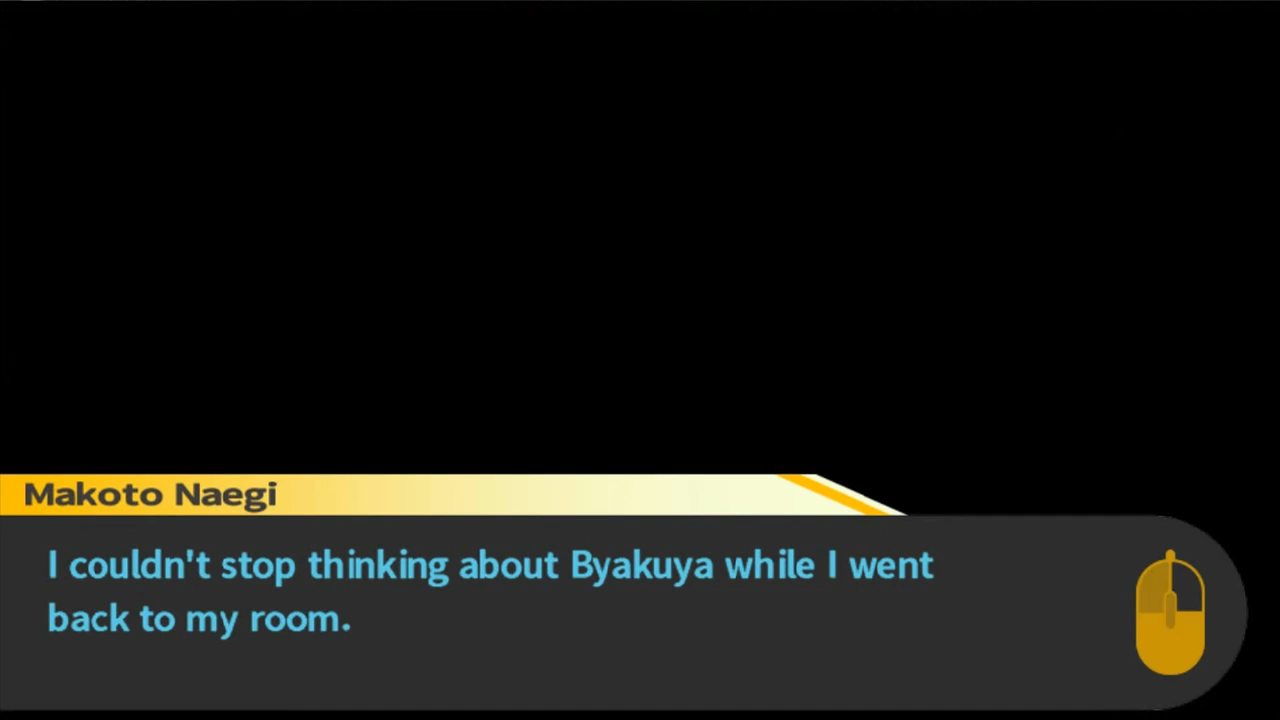 Makoto Naegi
I couldn't stop thinking about Byakuya while I went
back to my room.